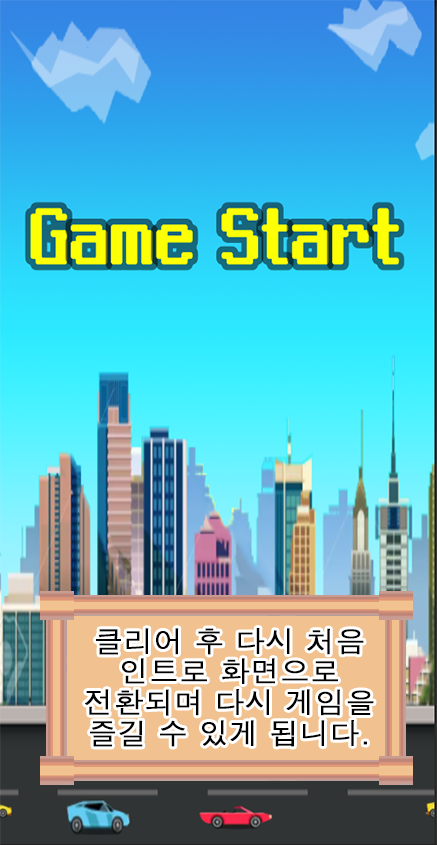 Game Start
클리어 후 다시 처음
인트로 화면으로
전환되며 다시 게임을
즐길 수 있게 됩니다.